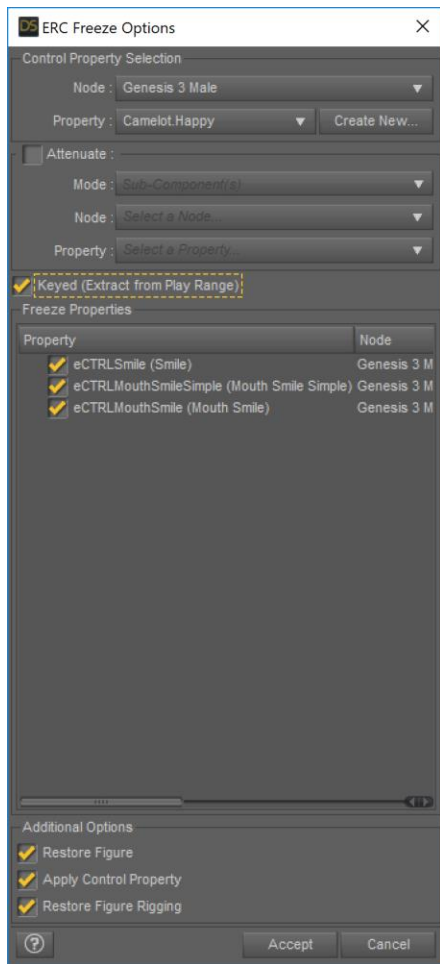 DS ERC Freeze Options
Control Property Selection
Node : Genesis 3 Male
Property : Camelot.Happy Create New...
Attenuate :
Mode : Sub-Component(s)
Node : Select a Node...
Property : Select a Property...
Keyed (Extract from Play Range)
Freeze Properties
Property Node
eCTRLSmile (Smile) Genesis 3 M
eCTRLMouthSmileSimple (Mouth Smile Simple) Genesis 3 M
eCTRLMouthSmile (Mouth Smile) Genesis 3 M
Additional Options
Restore Figure
Apply Control Property
Restore Figure Rigging
? Accept Cancel